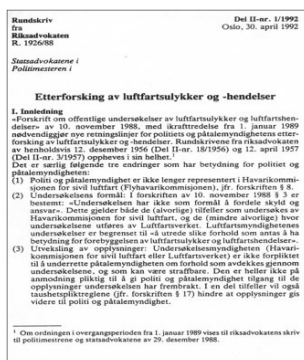 Rundskriv
fra
Riksadvokaten
R. 1926/88
Del II-nr. 1/1992
Oslo, 30. april 1992
Statsadvokatene i
Politimesteren i
Etterforsking av luftfartsulykker og -hendelser
I. Innledning
«Forskrift om offentlige undersøkelser av luftfartsulykker og luftfartshen-
delser» av 10. november 1988, med ikrafttredelse fra 1. januar 1989
nødvendiggjør nye retningslinjer for politiets og påtalemyndighetens etter-
forsking av luftfartsulykker og -hendelser. Rundskrivene fra riksadvokaten
av henholdsvis 12. desember 1956 (Del II-nr. 18/1956) og 12. april 1957
(Del II-nr. 3/1957) oppheves i sin helhet.¹
Det er særlig følgende tre endringer som har betydning for politiet og
påtalemyndigheten:
(1) Politi og påtalemyndighet er ikke lenger representert i Havarikommi-
sjonen for sivil luftfart (Flyhavarikommisjonen), jfr. forskriften § 8.
(2) Undersøkelsens formål: I forskriften av 10. november 1988 § 3 er
bestemt: «Undersøkelsen har ikke som formål å fordele skyld og
ansvar». Dette gjelder både de (alvorlige) tilfeller som undersøkes av
Havarikommisjonen for sivil luftfart, og de (mindre alvorlige) hvor
undersøkelsene utføres av Luftfartsverket. Luftfartsmyndighetenes
undersøkelser er begrenset til «å utrede slike forhold som antas å ha
betydning for forebyggelsen av luftfartsulykker og luftfartshendelser».
(3) Utveksling av opplysninger: Undersøkelsesmyndigheten (Havari-
kommisjonen for sivil luftfart eller Luftfartsverket) er ikke forpliktet
til å underrette påtalemyndigheten om forhold som avdekkes gjennom
undersøkelsene, og som kan være straffbare. Den er heller ikke på
anmodning pliktig til å gi politi og påtalemyndighet tilgang til de
opplysninger undersøkelsen har frembrakt. I en del tilfeller vil også
taushetspliktreglene (jfr. forskriften § 17) hindre at opplysninger gis
videre til politi og påtalemyndighet.
¹ Om ordningen i overgangsperioden fra 1. januar 1989 vises til riksadvokatens skriv
til politimestrene og statsadvokatene av 29. desember 1988.